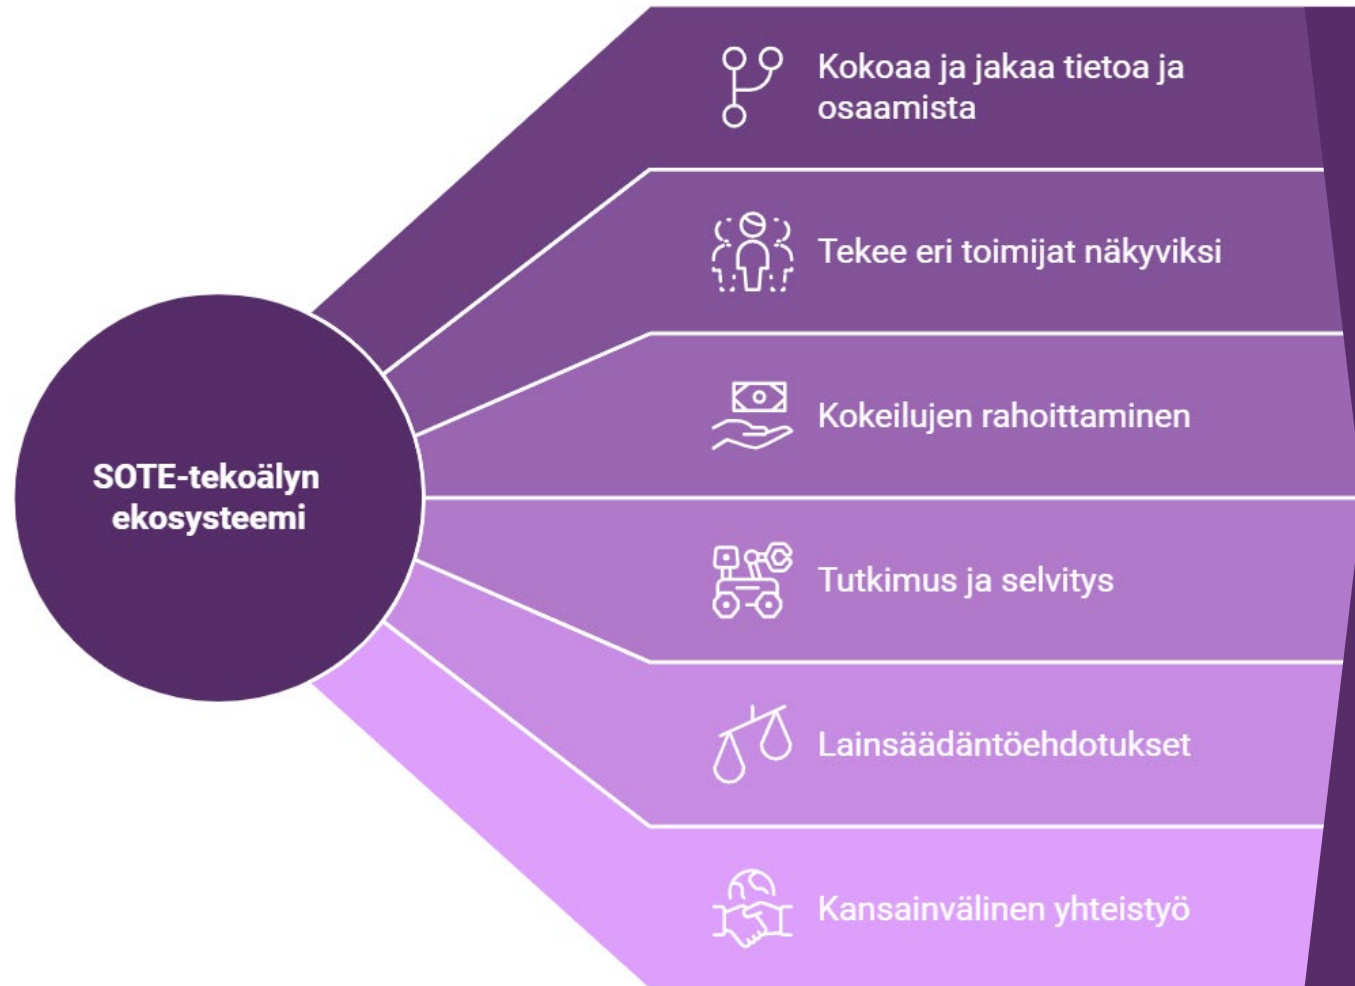 Kokoaa ja jakaa tietoa ja
osaamista
Tekee eri toimijat näkyviksi
Kokeilujen rahoittaminen
SOTE-tekoälyn
ekosysteemi
Tutkimus ja selvitys
Lainsäädäntöehdotukset
Kansainvälinen yhteistyö